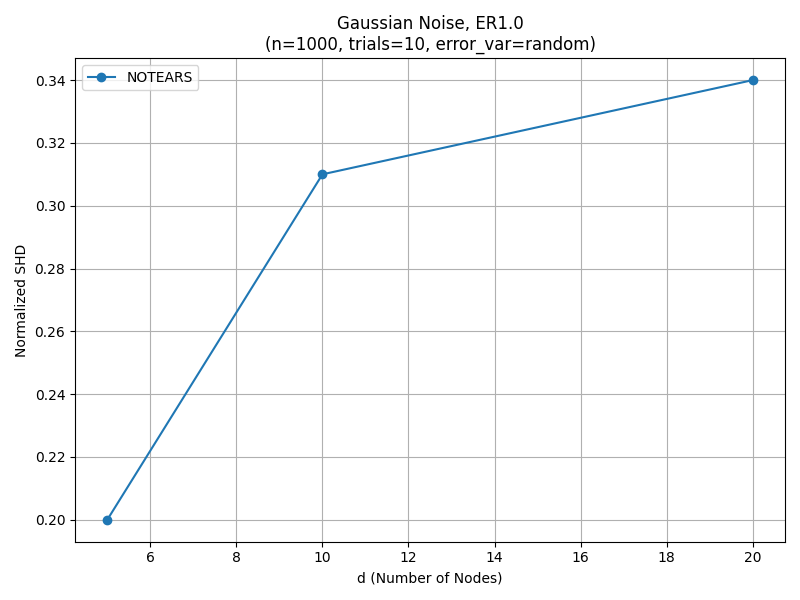 Gaussian Noise, ER1.0
(n=1000, trials=10, error_var=random)
NOTEARS
Normalized SHD
0.34
0.32
0.30
0.28
0.26
0.24
0.22
0.20
6 8 10 12 14 16 18 20
d (Number of Nodes)